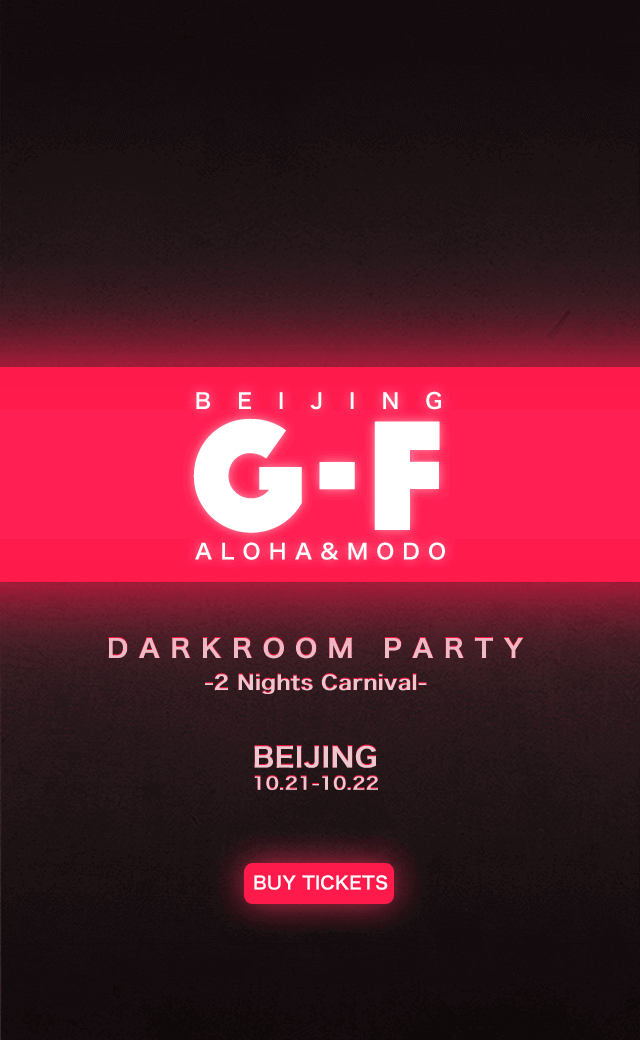 BEIJING
G-F
ALOHA&MODO
DARKROOM PARTY
-2 Nights Carnival-
BEIJING
10.21-10.22
BUY TICKETS